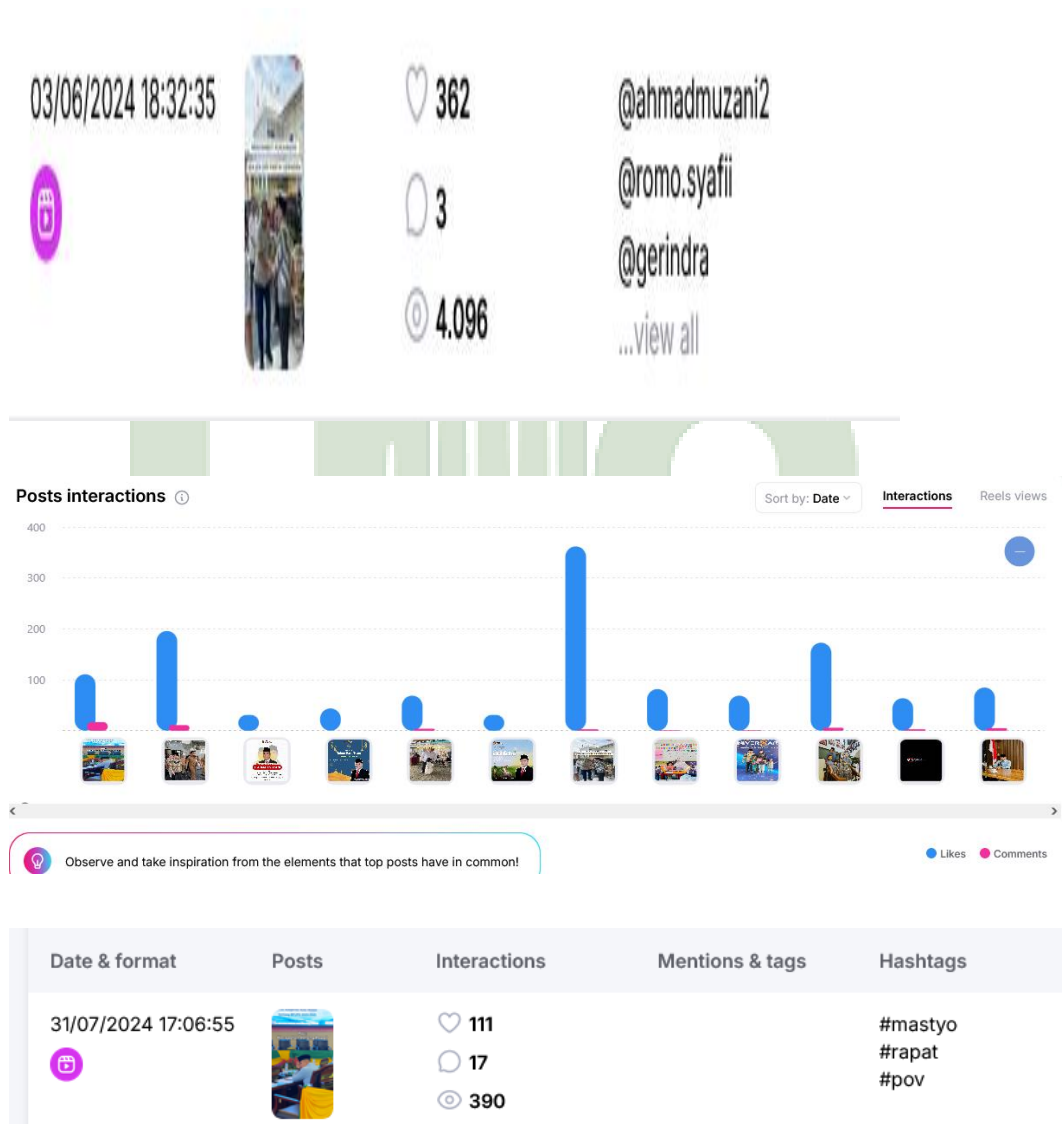 03/06/2024 18:32:35
362
@ahmadmuzani2
@romo.syafii
3
@gerindra
4.096
...view all
Posts interactions
Sort by: Date
Interactions
Reels views
400
300
200
100
Observe and take inspiration from the elements that top posts have in common!
Likes
Comments
Date & format
Posts
Interactions
Mentions & tags
Hashtags
31/07/2024 17:06:55
111
#mastyo
17
#rapat
#pov
390